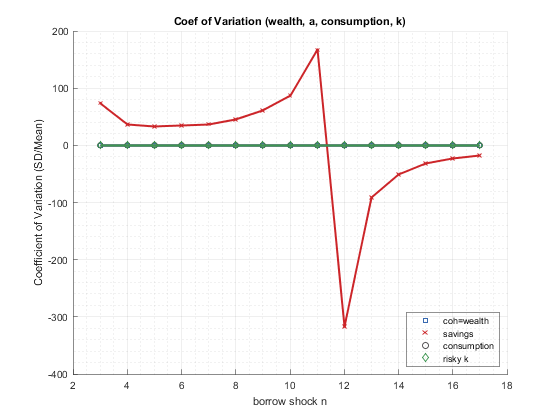 Coef of Variation (wealth, a, consumption, k)
Coefficient of Variation (SD/Mean)
200
100
0
-100
-200
-300
-400
2 4 6 8 10 12 14 16 18
borrow shock n
coh=wealth
savings
consumption
risky k